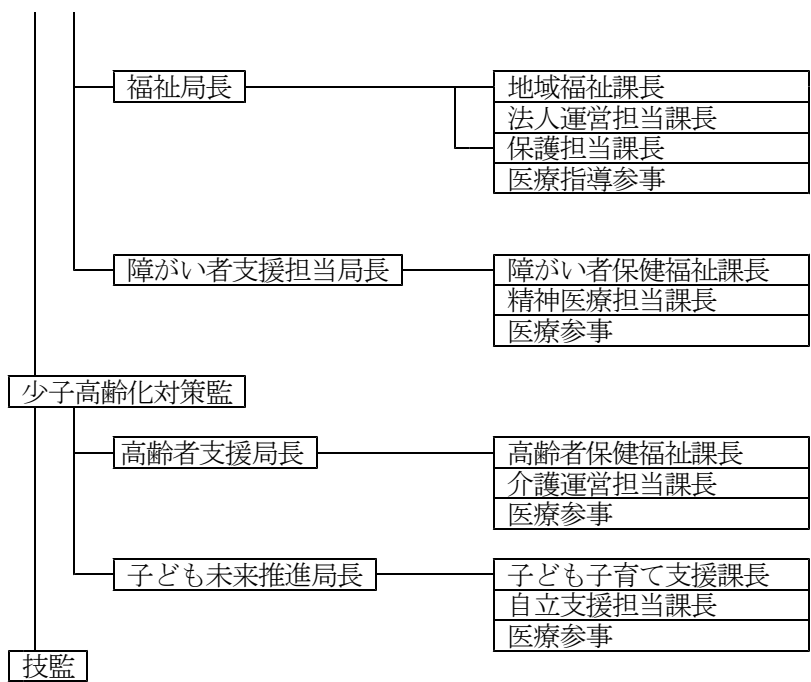 福祉局長
地域福祉課長
法人運営担当課長
保護担当課長
医療指導参事
障がい者支援担当局長
障がい者保健福祉課長
精神医療担当課長
医療参事
少子高齢化対策監
高齢者支援局長
高齢者保健福祉課長
介護運営担当課長
医療参事
子ども未来推進局長
子ども子育て支援課長
自立支援担当課長
医療参事
技監